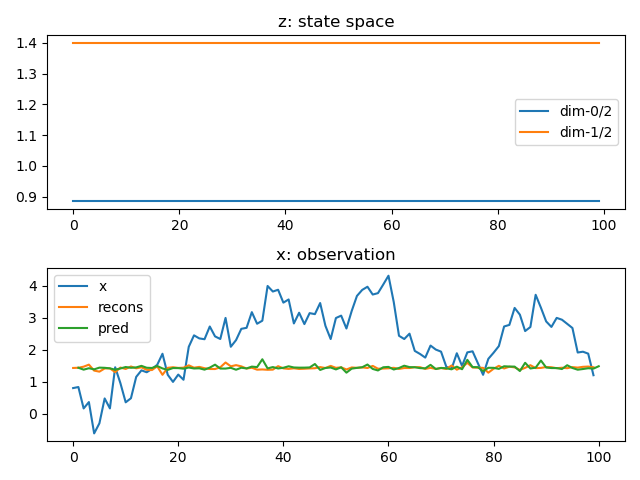 z: state space
1.4
1.3
1.2
1.1
1.0
0.9
dim-0/2
dim-1/2
0 20 40 60 80 100
x: observation
4
3
2
1
0
x
recons
pred
0 20 40 60 80 100